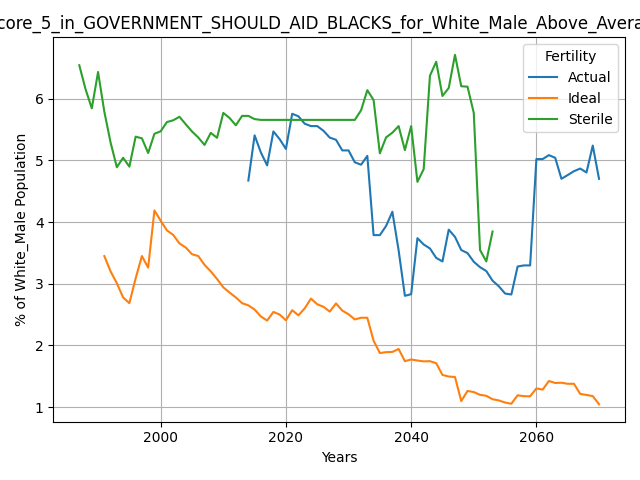 core_5_in_GOVERNMENT_SHOULD_AID_BLACKS_for_White_Male_Above_Avera
Fertility
Actual
Ideal
Sterile
% of White_Male Population
6
5
4
3
2
1
2000 2020 2040 2060
Years